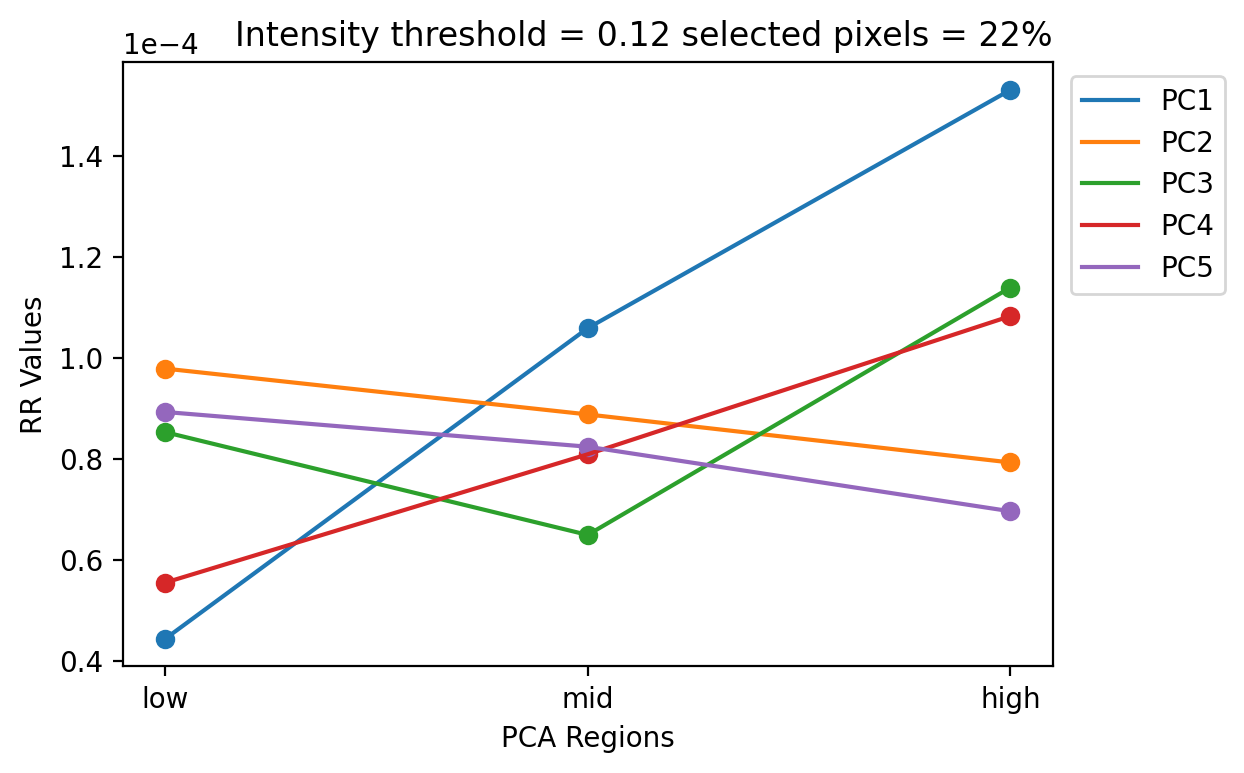 Intensity threshold = 0.12 selected pixels = 22%
1e−4
1.4
1.2
1.0
0.8
0.6
0.4
RR Values
low
mid
high
PCA Regions
PC1
PC2
PC3
PC4
PC5